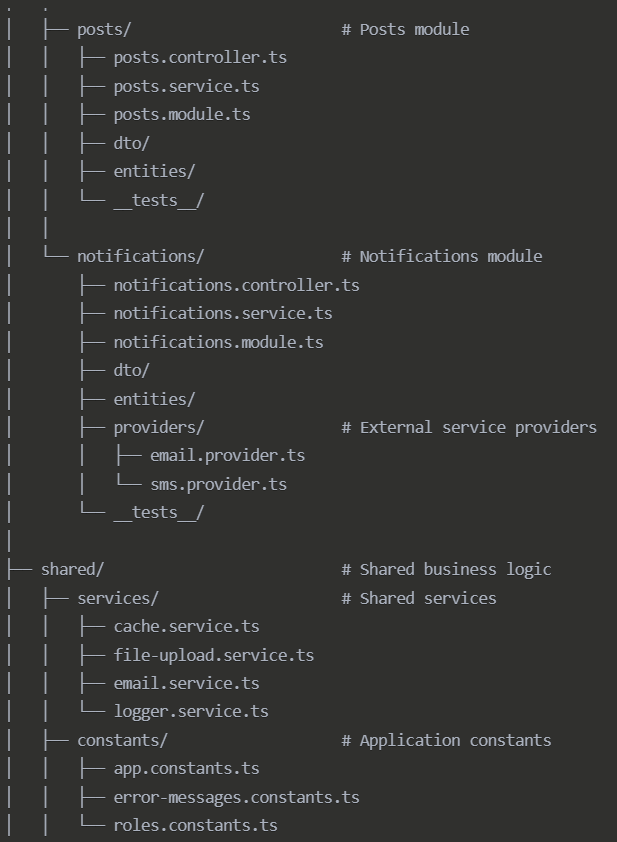 .   .
│   ├── posts/                       # Posts module
│   │   ├── posts.controller.ts
│   │   ├── posts.service.ts
│   │   ├── posts.module.ts
│   │   ├── dto/
│   │   ├── entities/
│   │   └── __tests__/
│   │
│   └── notifications/               # Notifications module
│       ├── notifications.controller.ts
│       ├── notifications.service.ts
│       ├── notifications.module.ts
│       ├── dto/
│       ├── entities/
│       ├── providers/               # External service providers
│       │   ├── email.provider.ts
│       │   └── sms.provider.ts
│       └── __tests__/
│
├── shared/                          # Shared business logic
│   ├── services/                    # Shared services
│   │   ├── cache.service.ts
│   │   ├── file-upload.service.ts
│   │   ├── email.service.ts
│   │   └── logger.service.ts
│   ├── constants/                   # Application constants
│   │   ├── app.constants.ts
│   │   ├── error-messages.constants.ts
│   │   └── roles.constants.ts